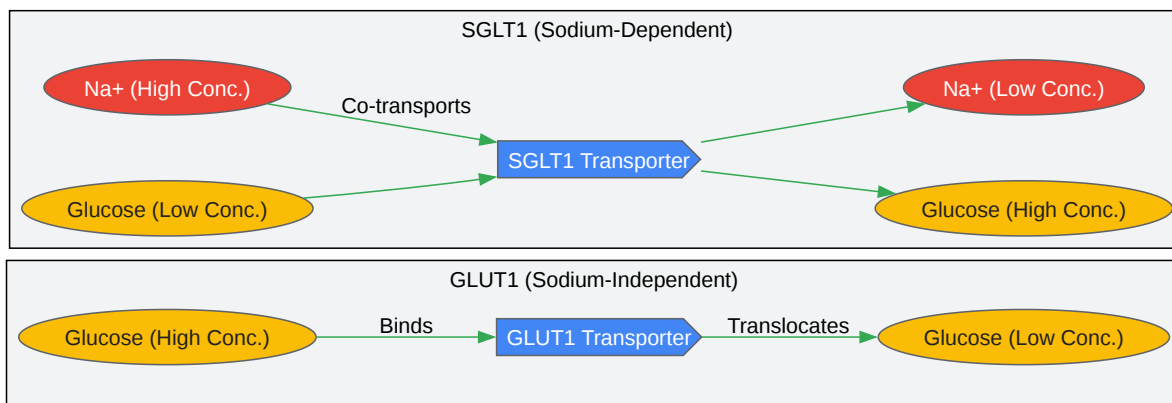 SGLT1 (Sodium-Dependent)
Na+ (High Conc.)
Co-transports
Na+ (Low Conc.)
SGLT1 Transporter
Glucose (Low Conc.)
Glucose (High Conc.)
GLUT1 (Sodium-Independent)
Glucose (High Conc.)
Binds
GLUT1 Transporter
Translocates
Glucose (Low Conc.)